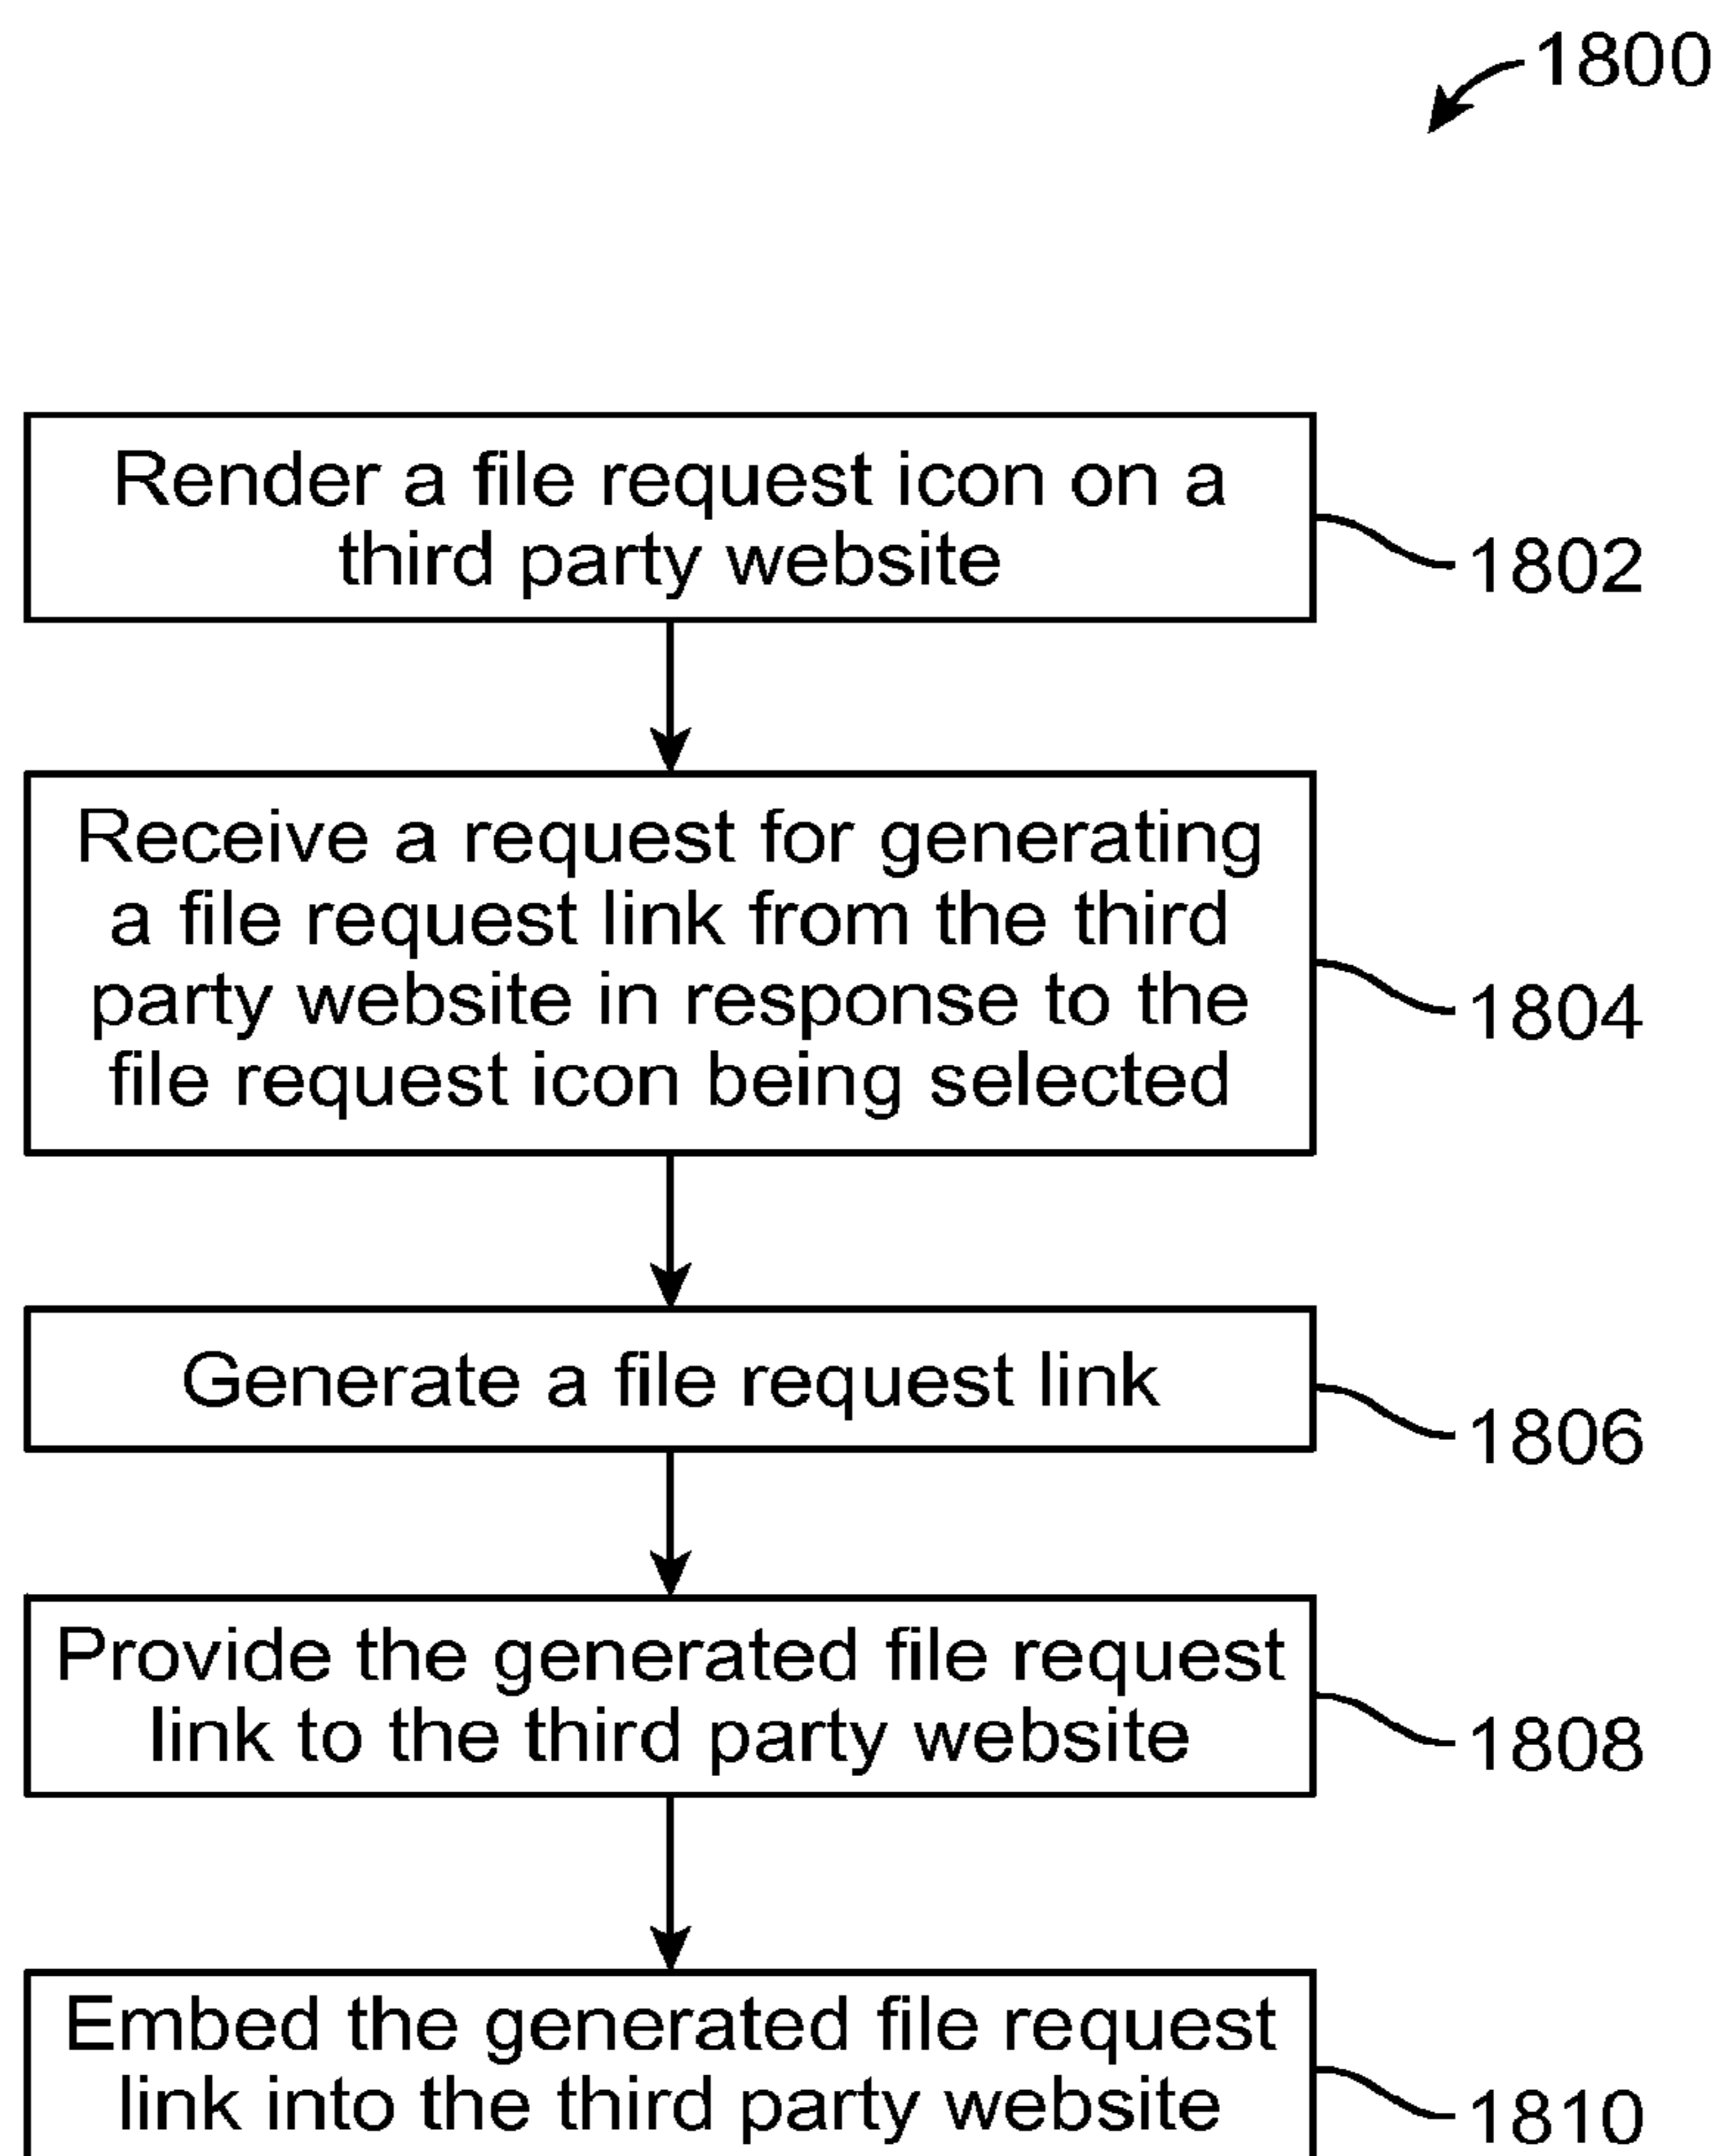 1800
Render a file request icon on a
third party website
1802
Receive a request for generating
a file request link from the third
party website in response to the
file request icon being selected
1804
Generate a file request link
1806
Provide the generated file request
link to the third party website
1808
Embed the generated file request
link into the third party website
1810